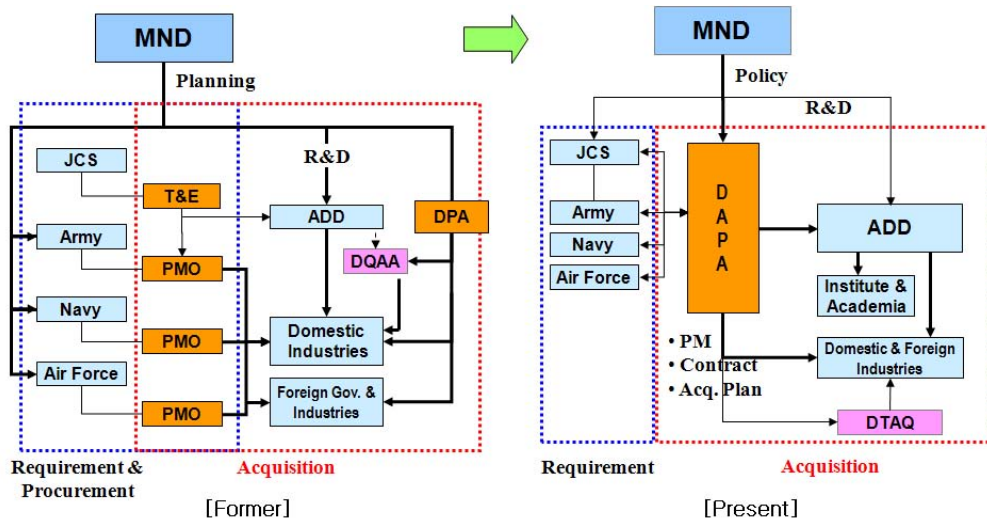 MND
Planning
R&D
JCS
T&E
ADD
DPA
Army
PMO
DQAA
Navy
PMO
Domestic
Industries
Air Force
PMO
Foreign Gov. &
Industries
Requirement &
Procurement
Acquisition
[Former]
MND
Policy
R&D
JCS
D
A
P
A
Army
ADD
Navy
Air Force
Institute &
Academia
• PM
• Contract
• Acq. Plan
Domestic & Foreign
Industries
DTAQ
Requirement
Acquisition
[Present]